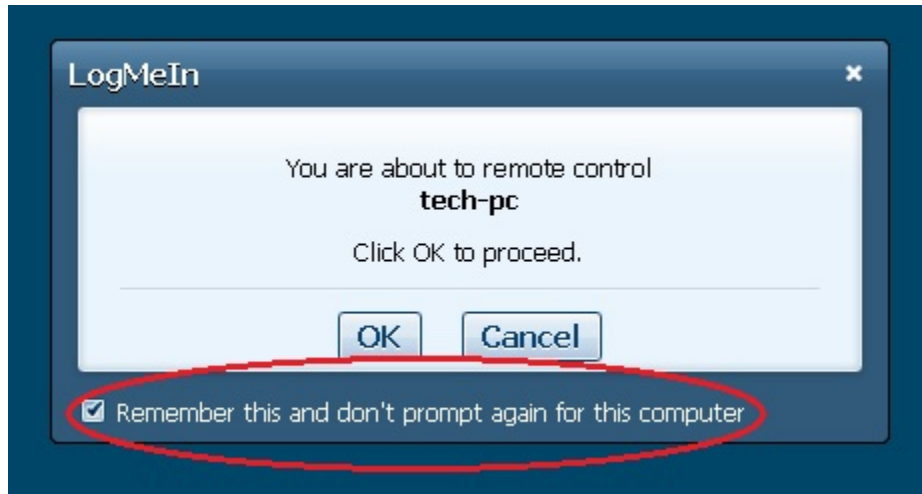 LogMeIn
You are about to remote control
tech-pc
Click OK to proceed.
OK Cancel
Remember this and don't prompt again for this computer